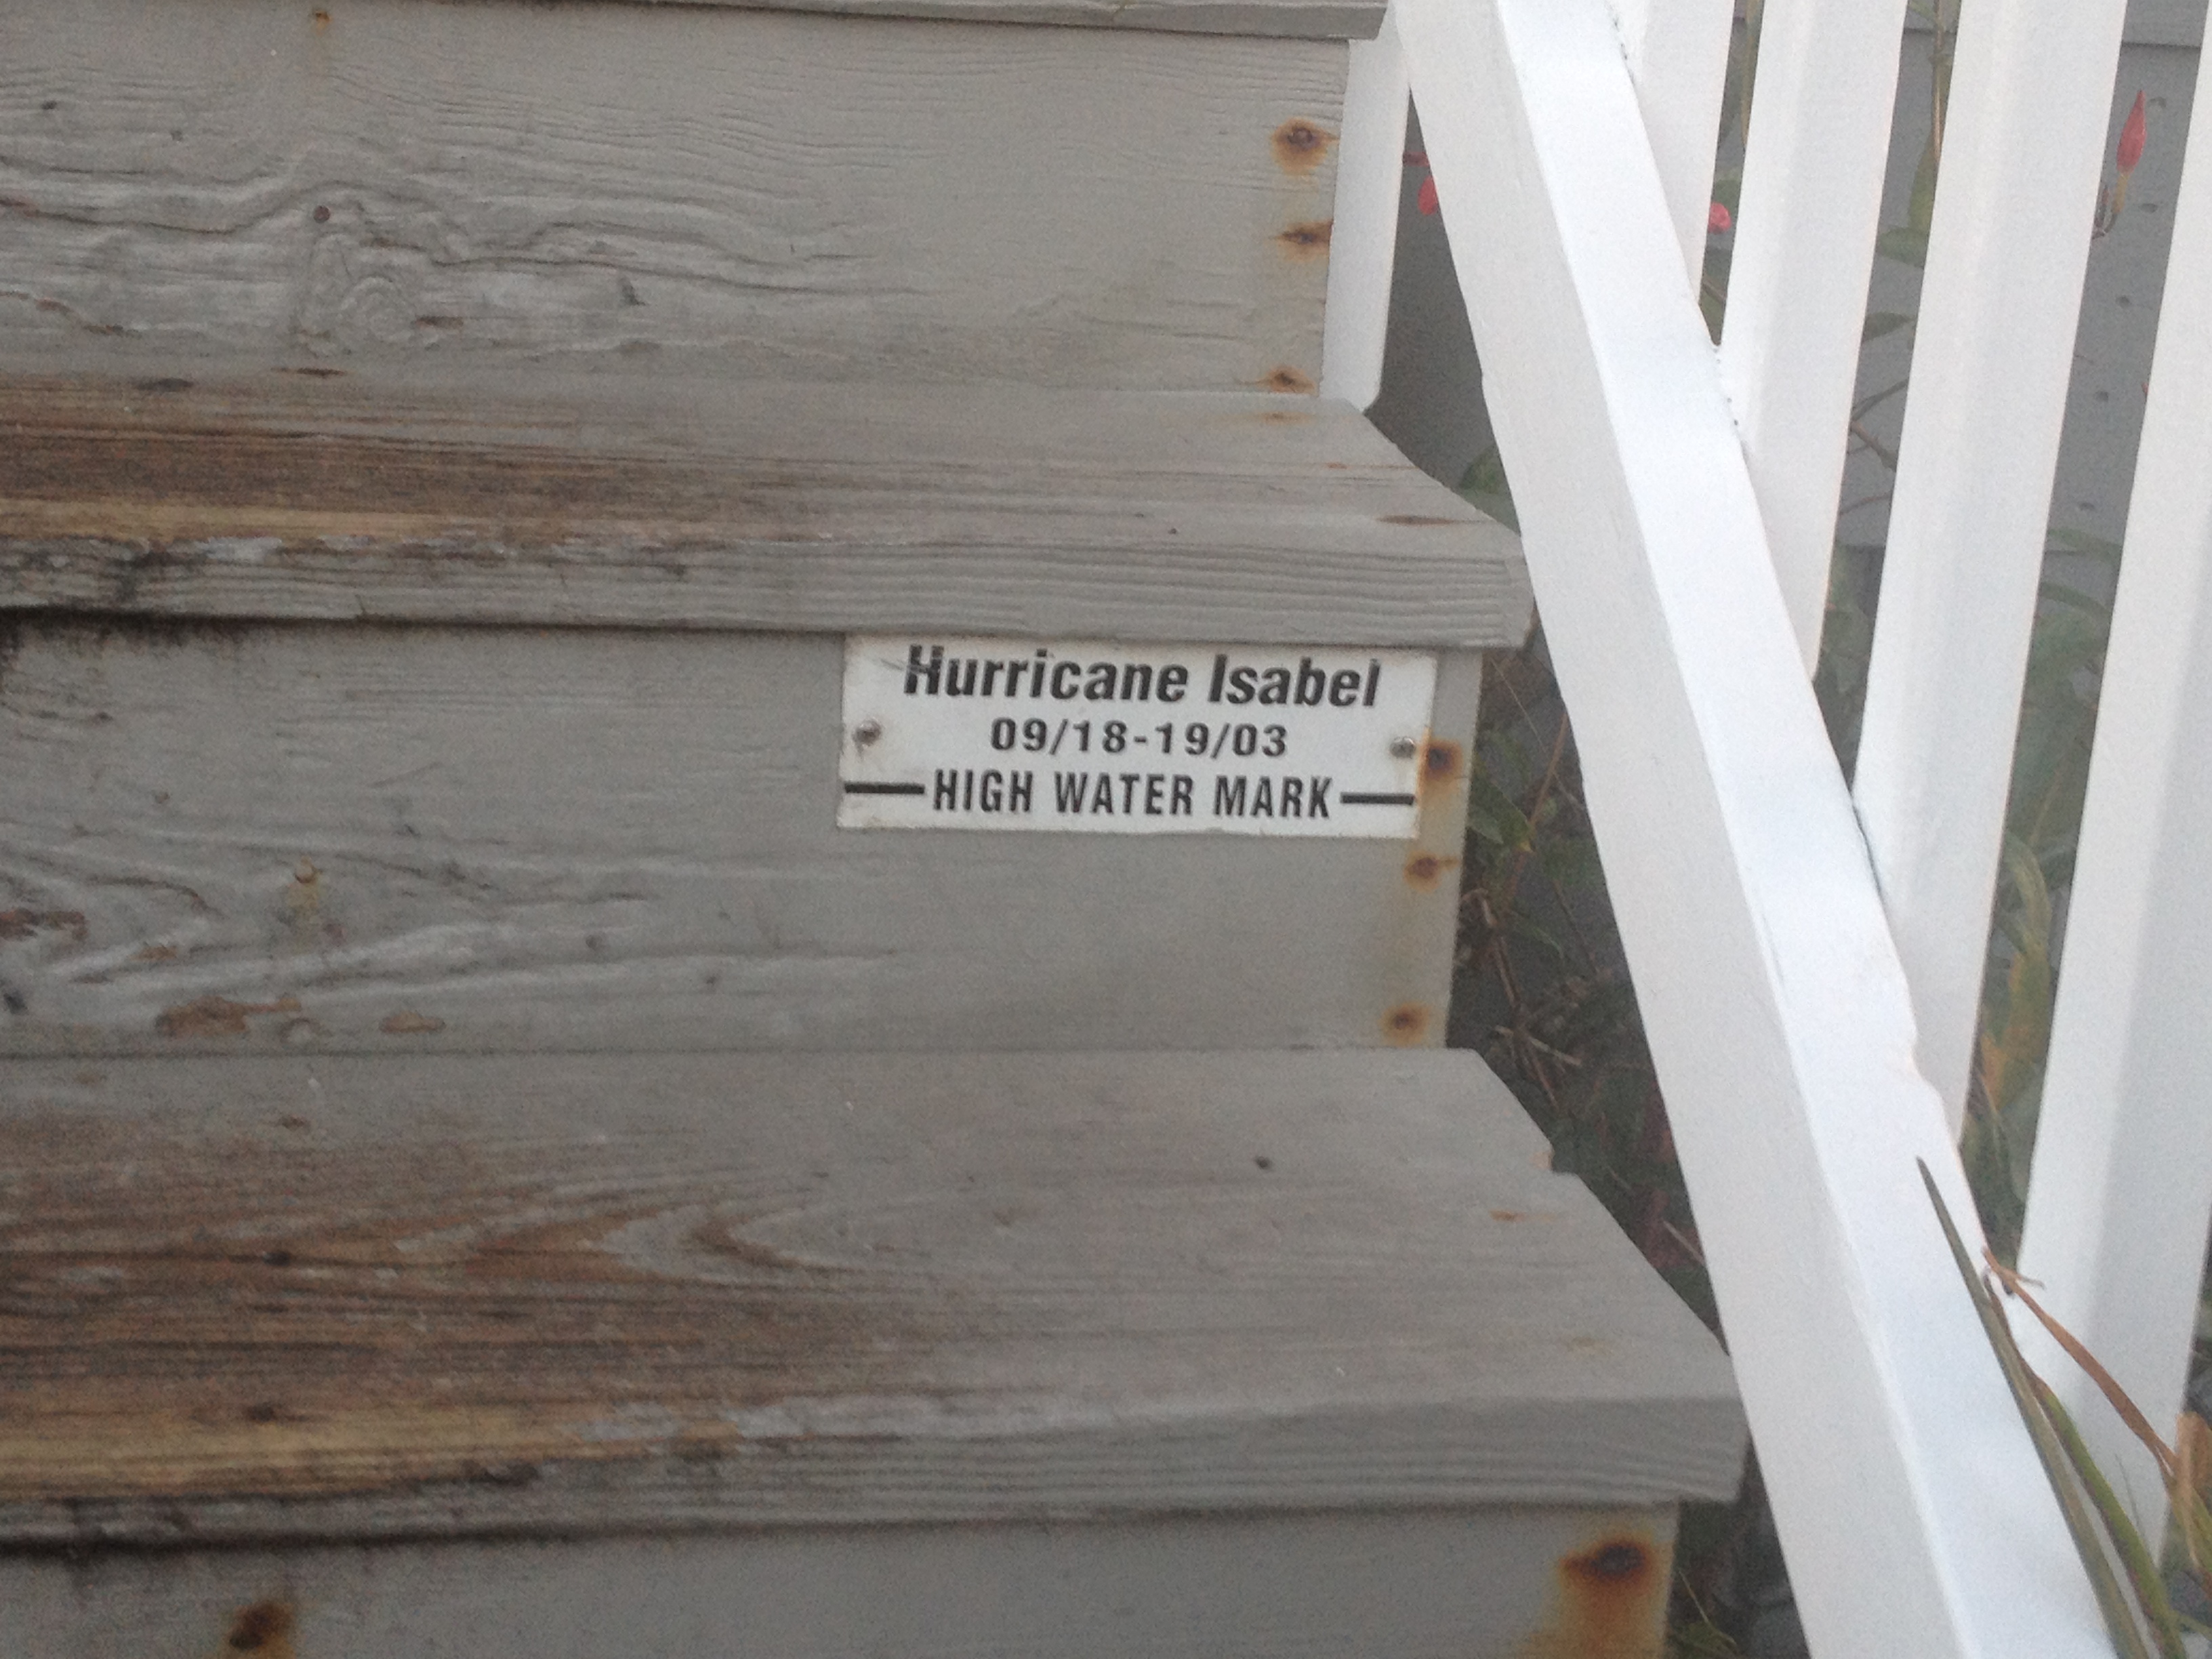 Hurricane Isabel
09/18-19/03
HIGH WATER MARK